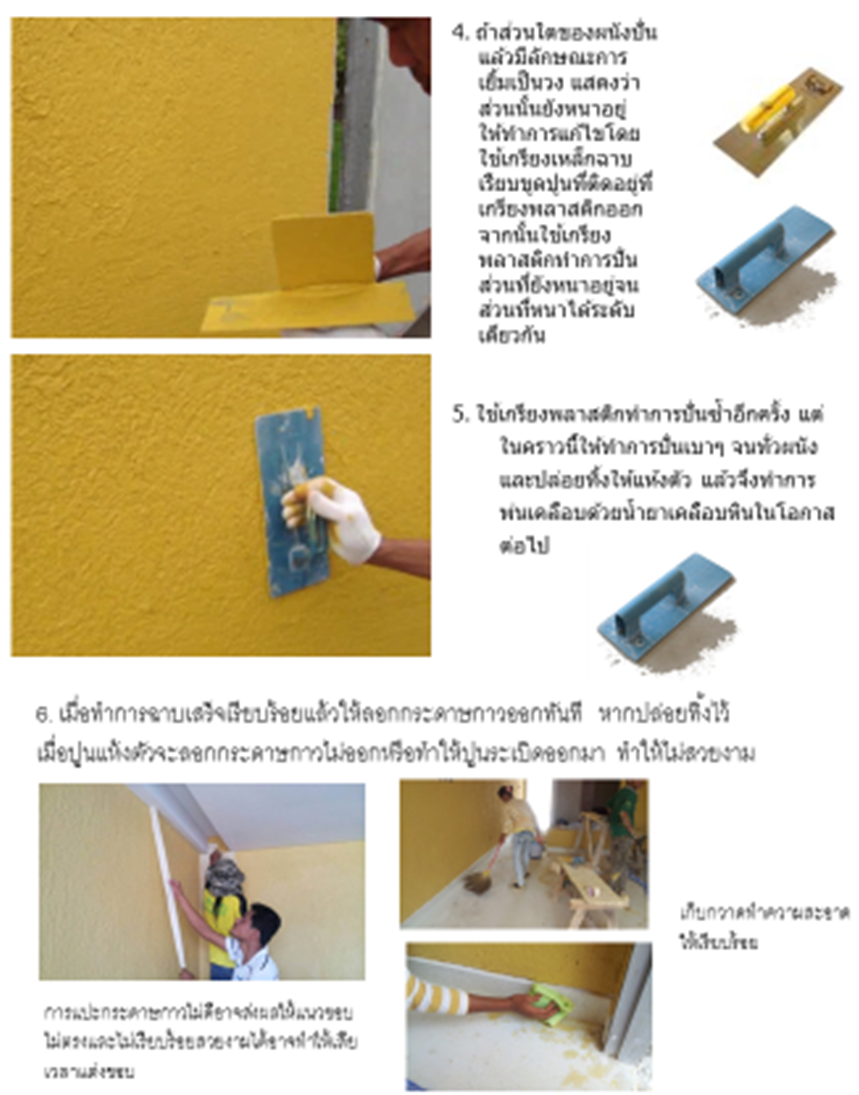 4. ถ้าส่วนใดของผนังปั่น
แล้วมีลักษณะการ
เยิ้มเป็นวง แสดงว่า
ส่วนนั้นยังหนาอยู่
ให้ทำการแก้ไขโดย
ใช้เกรียงเหล็กฉาบ
เรียบขูดปูนที่ติดอยู่ที่
เกรียงพลาสติกออก
จากนั้นใช้เกรียง
พลาสติกทำการปั่น
ส่วนที่ยังหนาอยู่จน
ส่วนที่หนาได้ระดับ
เดียวกัน
5. ใช้เกรียงพลาสติกทำการปั่นซ้ำอีกครั้ง แต่
ในคราวนี้ให้ทำการปั่นเบาๆ จนทั่วผนัง
และปล่อยทิ้งให้แห้งตัว แล้วจึงทำการ
พ่นเคลือบด้วยน้ำยาเคลือบหินในโอกาส
ต่อไป
6. เมื่อทำการฉาบเสร็จเรียบร้อยแล้วให้ลอกกระดาษกาวออกทันที หากปล่อยทิ้งไว้
เมื่อปูนแห้งตัวจะลอกกระดาษกาวไม่ออกหรือทำให้ปูนระเบิดออกมา ทำให้ไม่สวยงาม
เก็บกวาดทำความสะอาด
ให้เรียบร้อย
การแปะกระดาษกาวไม่ดีอาจส่งผลให้แนวขอบ
ไม่ตรงและไม่เรียบร้อยสวยงามได้อาจทำให้เสีย
เวลาแต่งขอบ